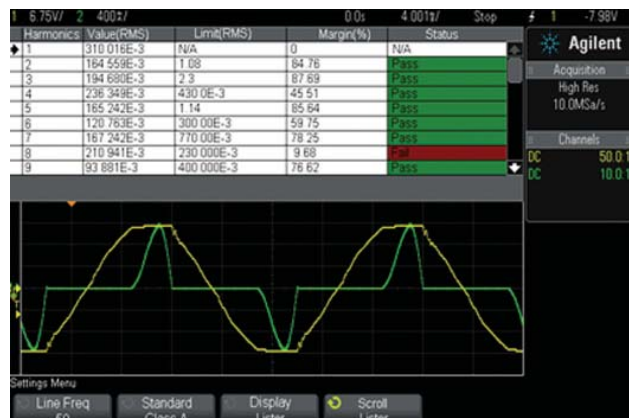 1 6.75V/ 2 400㎷/ 0.0s 4.001㎳/ Stop 1 -7.98V
Harmonics Value(RMS) Limit(RMS) Margin(%) Status
1 310 016E-3 N/A 0 N/A
2 164 559E-3 1.08 84.76 Pass
3 194 680E-3 2 3 87 69 Pass
4 236 349E-3 430 0E-3 45 51 Pass
5 165 242E-3 1.14 85 64 Pass
6 120 763E-3 300 00E-3 59 75 Pass
7 167 242E-3 770 00E-3 78 25 Pass
8 210 941E-3 230 000E-3 9 68 Fail
9 93 881E-3 400 000E-3 76 62 Pass
Agilent
Acquisition
High Res
10.0MSa/s
Channels
DC 50.0:1
DC 10.0:1
Settings Menu
Line Freq
Standard
Class A
Display
Scroll